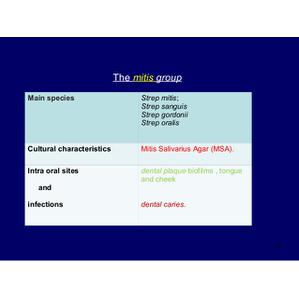 The mitis group
Main species
Strep mitis;
Strep sanguis
Strep gordonii
Strep oralis
Cultural characteristics
Mitis Salivarius Agar (MSA).
Intra oral sites
and
infections
dental plaque biofilms , tongue
and cheek
dental caries.